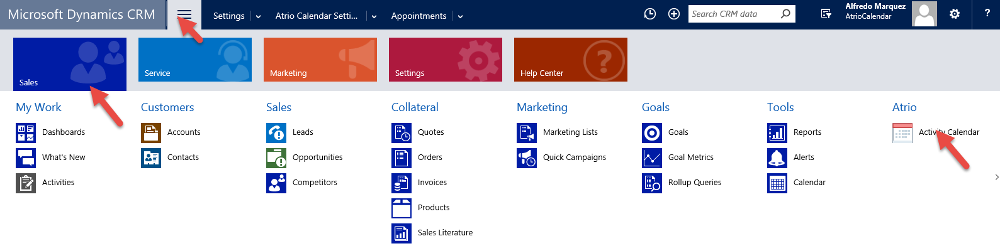 Microsoft Dynamics CRM
Settings
Atrio Calendar Setti...
Appointments
Search CRM data
Alfredo Marquez
AtrioCalendar
?
Sales
Service
Marketing
Settings
Help Center
My Work
Dashboards
What's New
Activities
Customers
Accounts
Contacts
Sales
Leads
Opportunities
Competitors
Collateral
Quotes
Orders
Invoices
Products
Sales Literature
Marketing
Marketing Lists
Quick Campaigns
Goals
Goals
Goal Metrics
Rollup Queries
Tools
Reports
Alerts
Calendar
Atrio
Activity Calendar